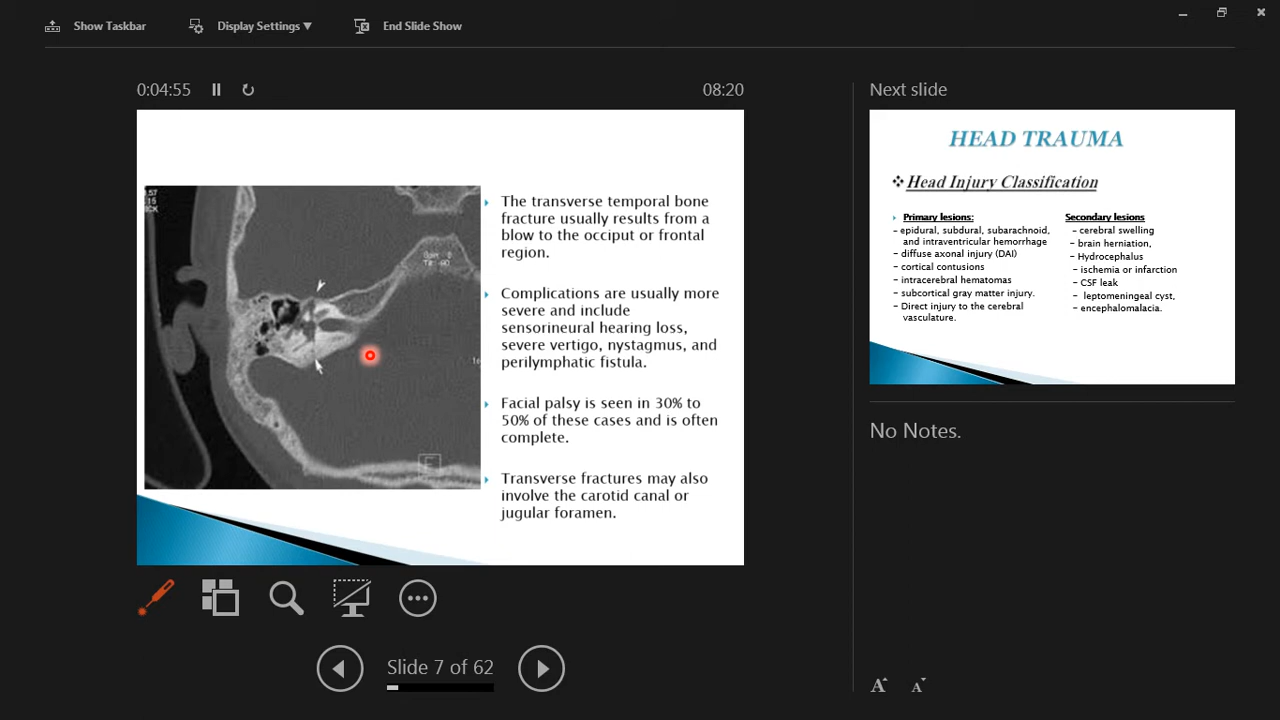 Show Taskbar
Display Settings ▼
End Slide Show
0:04:55
08:20
Next slide
The transverse temporal bone
fracture usually results from a
blow to the occiput or frontal
region.
Complications are usually more
severe and include
sensorineural hearing loss,
severe vertigo, nystagmus, and
perilymphatic fistula.
Facial palsy is seen in 30% to
50% of these cases and is often
complete.
Transverse fractures may also
involve the carotid canal or
jugular foramen.
HEAD TRAUMA
❖ Head Injury Classification
Primary lesions:
- epidural, subdural, subarachnoid,
and intraventricular hemorrhage
- diffuse axonal injury (DAI)
- cortical contusions
- intracerebral hematomas
- subcortical gray matter injury.
- Direct injury to the cerebral
vasculature.
Secondary lesions
- cerebral swelling
- brain herniation,
- Hydrocephalus
- ischemia or infarction
- CSF leak
- leptomeningeal cyst,
- encephalomalacia.
No Notes.
Slide 7 of 62
A A